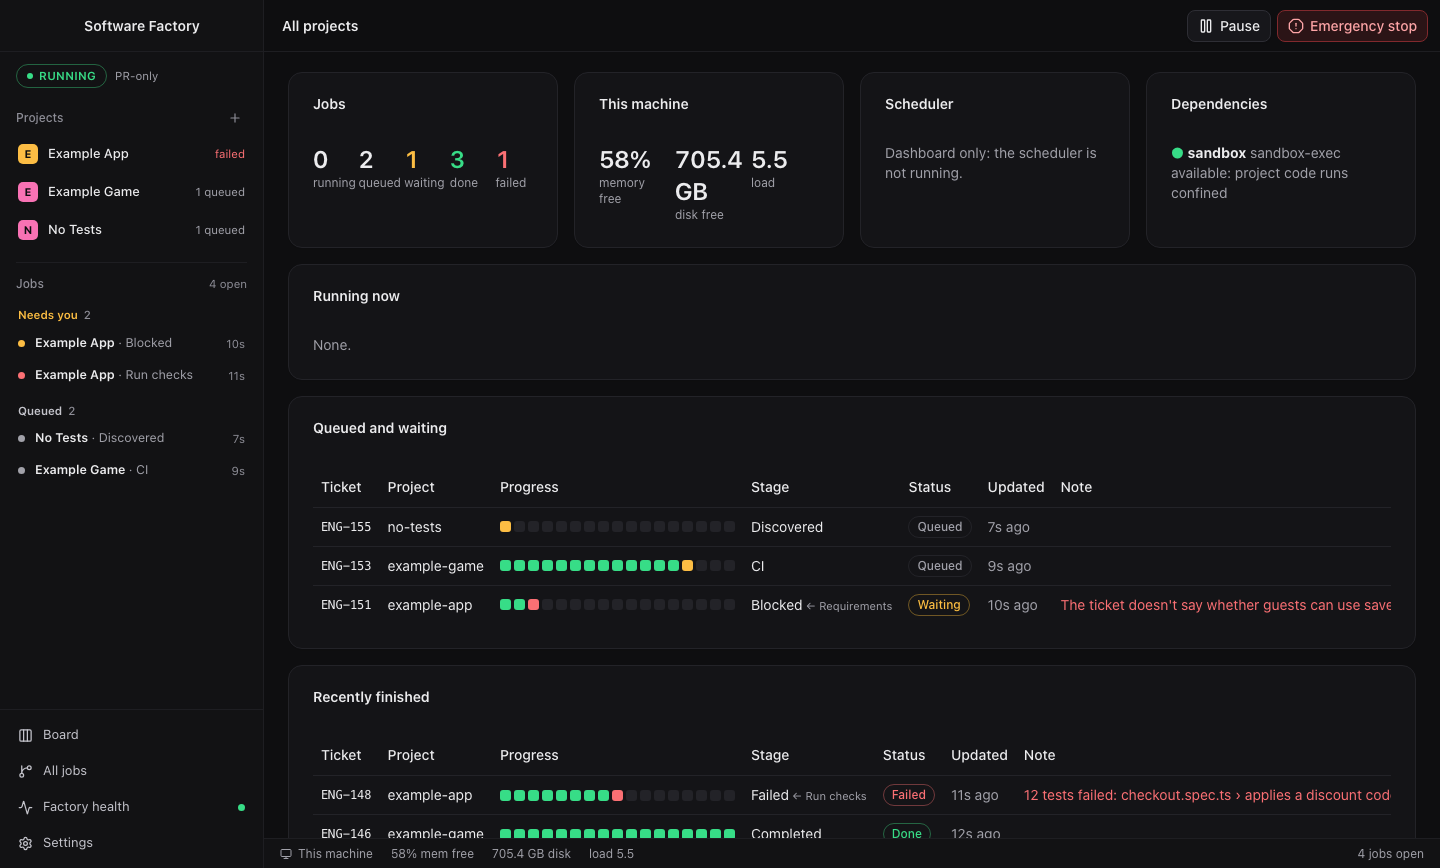 Software Factory
RUNNING PR-only
Projects
E Example App failed
E Example Game 1 queued
N No Tests 1 queued
Jobs 4 open
Needs you 2
Example App · Blocked 10s
Example App · Run checks 11s
Queued 2
No Tests · Discovered 7s
Example Game · CI 9s
Board
All jobs
Factory health
Settings
All projects
Pause
Emergency stop
Jobs
0 2 1 3 1
running queued waiting done failed
This machine
58% 705.4 GB 5.5
memory free disk free load
Scheduler
Dashboard only: the scheduler is
not running.
Dependencies
sandbox sandbox-exec
available: project code runs
confined
Running now
None.
Queued and waiting
Ticket Project Progress Stage Status Updated Note
ENG-155 no-tests Discovered Queued 7s ago
ENG-153 example-game CI Queued 9s ago
ENG-151 example-app Blocked ← Requirements Waiting 10s ago The ticket doesn't say whether guests can use save
Recently finished
Ticket Project Progress Stage Status Updated Note
ENG-148 example-app Failed ← Run checks Failed 11s ago 12 tests failed: checkout.spec.ts › applies a discount cod
ENG-146 example-game Completed Done 12s ago
This machine 58% mem free 705.4 GB disk load 5.5 4 jobs open